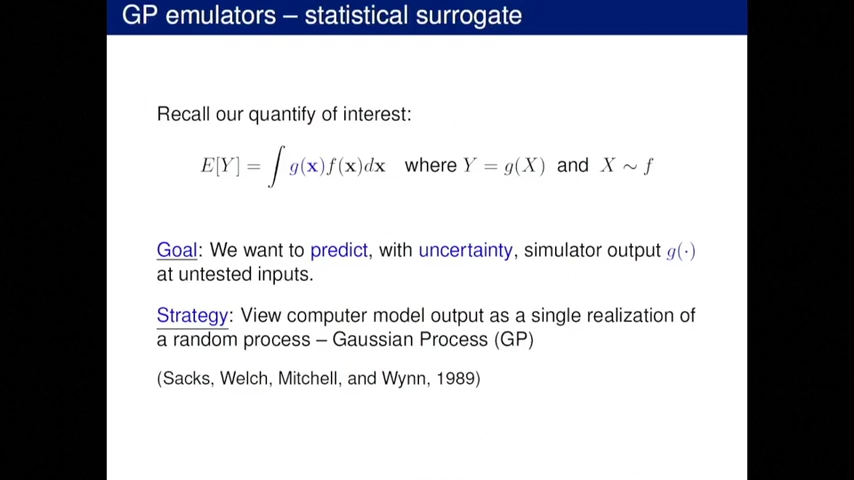 GP emulators – statistical surrogate
Recall our quantify of interest:
E[Y] = ∫ g(x)f(x)dx where Y = g(X) and X ∼ f
Goal: We want to predict, with uncertainty, simulator output g(·)
at untested inputs.
Strategy: View computer model output as a single realization of
a random process – Gaussian Process (GP)
(Sacks, Welch, Mitchell, and Wynn, 1989)